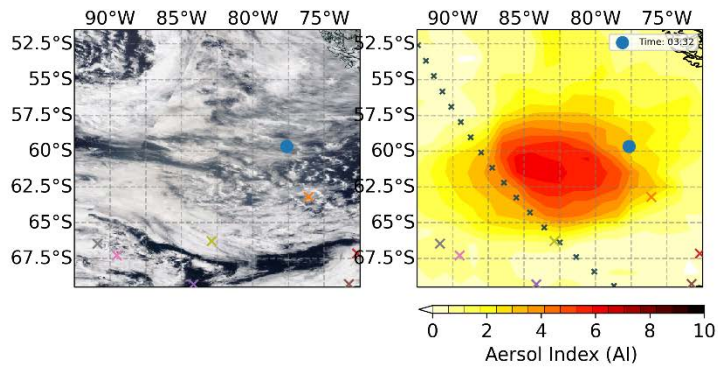 90°W 85°W 80°W 75°W 90°W 85°W 80°W 75°W
52.5°S 52.5°S Time: 03:32
55°S 55°S
57.5°S 57.5°S
60°S 60°S
62.5°S 62.5°S
65°S 65°S
67.5°S 67.5°S
0 2 4 6 8 10
Aersol Index (AI)